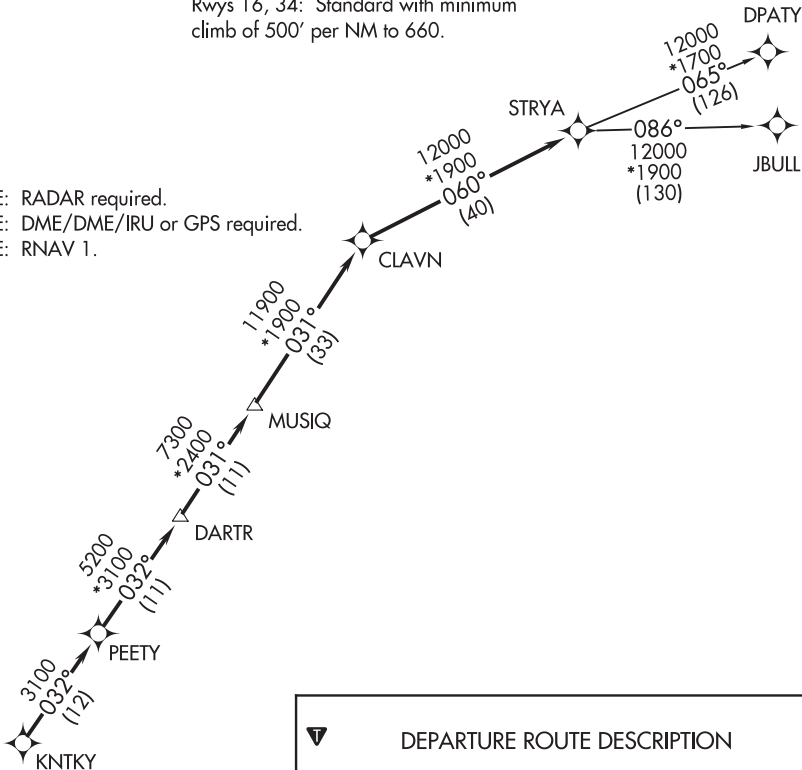 Rwys 16, 34: Standard with minimum
climb of 500' per NM to 660.
DPATY
12000
*1700
065°
(126)
STRYA
086°
12000
*1900
(130)
JBULL
12000
*1900
060°
(40)
E: RADAR required.
E: DME/DME/IRU or GPS required.
E: RNAV 1.
CLAVN
11900
*1900
031°
(33)
MUSIQ
7300
*2400
031°
(11)
DARTR
5200
*3100
032°
(11)
PEETY
3100
032°
(12)
KNTKY
T
DEPARTURE ROUTE DESCRIPTION